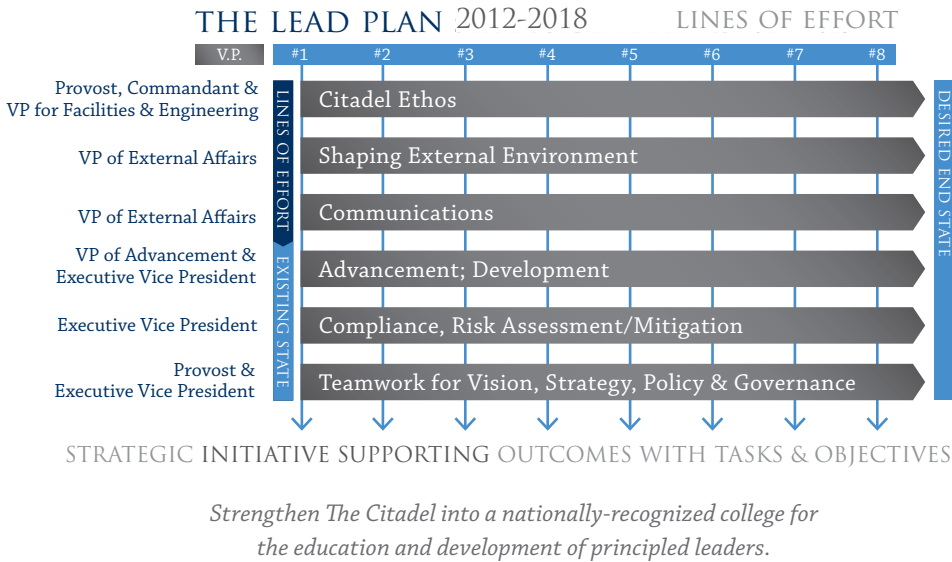 THE LEAD PLAN 2012-2018 LINES OF EFFORT
V.P. #1 #2 #3 #4 #5 #6 #7 #8
Provost, Commandant &
VP for Facilities & Engineering
Citadel Ethos
VP of External Affairs
Shaping External Environment
VP of External Affairs
Communications
VP of Advancement &
Executive Vice President
Advancement; Development
Executive Vice President
Compliance, Risk Assessment/Mitigation
Provost &
Executive Vice President
Teamwork for Vision, Strategy, Policy & Governance
LINES OF EFFORT
EXISTING STATE
DESIRED END STATE
STRATEGIC INITIATIVE SUPPORTING OUTCOMES WITH TASKS & OBJECTIVES
Strengthen The Citadel into a nationally-recognized college for
the education and development of principled leaders.